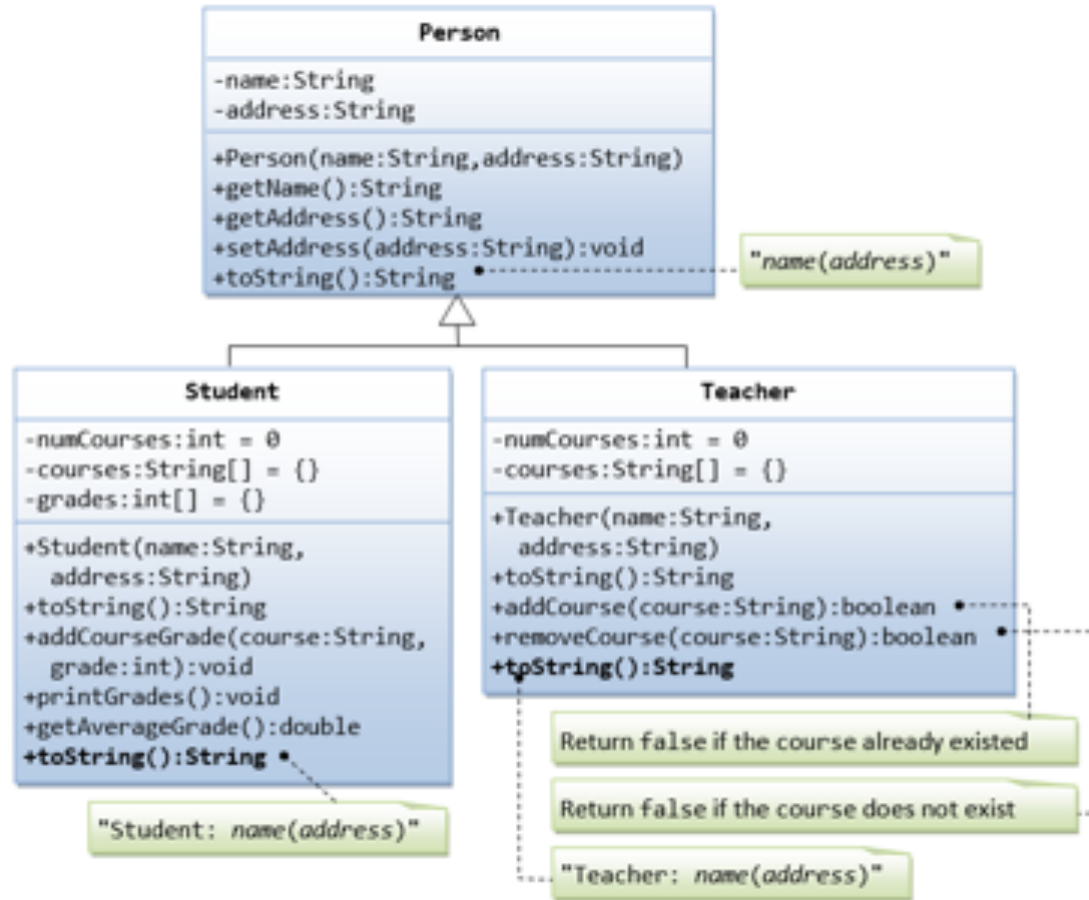 Person
-name:String
-address:String
+Person(name:String,address:String)
+getName():String
+getAddress():String
+setAddress(address:String):void
+toString():String
"name(address)"
Student
-numCourses:int = 0
-courses:String[] = {}
-grades:int[] = {}
+Student(name:String,
address:String)
+toString():String
+addCourseGrade(course:String,
grade:int):void
+printGrades():void
+getAverageGrade():double
+toString():String
"Student: name(address)"
Teacher
-numCourses:int = 0
-courses:String[] = {}
+Teacher(name:String,
address:String)
+toString():String
+addCourse(course:String):boolean
+removeCourse(course:String):boolean
+toString():String
Return false if the course already existed
Return false if the course does not exist
"Teacher: name(address)"